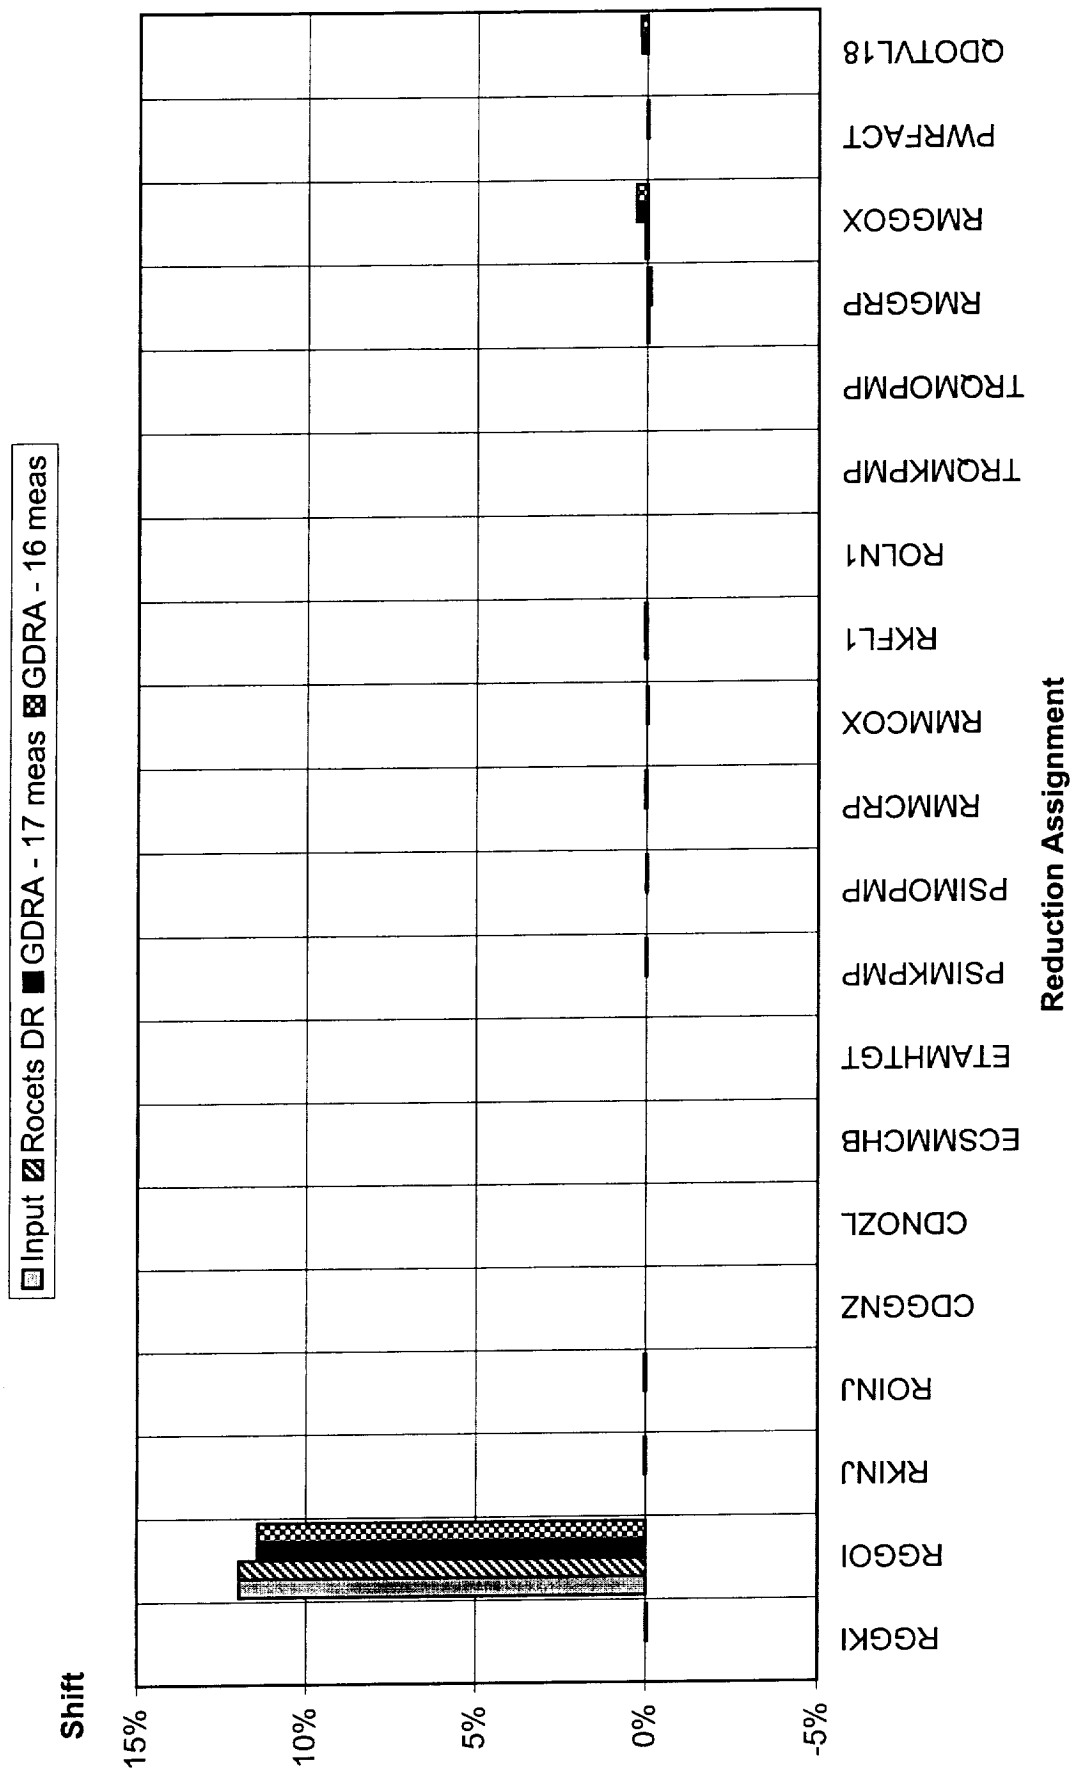 Input Rocets DR GDRA - 17 meas GDRA - 16 meas
Shift
15%
10%
5%
0%
-5%
RGGKI
RGGOI
RKINJ
ROINJ
CDGGNZ
CDNOZL
ECSMMCHB
ETAMHTGT
PSIMKPMP
PSIMOPMP
RMMCRP
RMMCOX
RKFL1
ROLN1
TRQMKPMP
TRQMOPMP
RMGGRP
RMGGOX
PWRFACT
QDOTVL18
Reduction Assignment